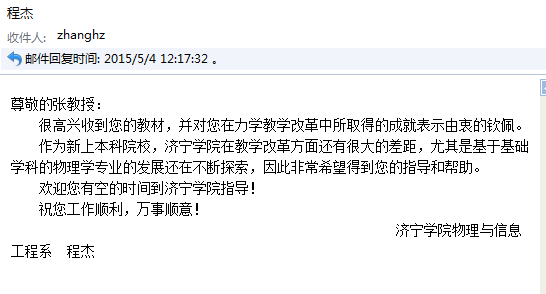 程杰
收件人: zhanghz
邮件回复时间: 2015/5/4 12:17:32 。
尊敬的张教授：
很高兴收到您的教材，并对您在力学教学改革中所取得的成就表示由衷的钦佩。
作为新上本科院校，济宁学院在教学改革方面还有很大的差距，尤其是基于基础
学科的物理学专业的发展还在不断探索，因此非常希望得到您的指导和帮助。
欢迎您有空的时间到济宁学院指导！
祝您工作顺利，万事顺意！
济宁学院物理与信息
工程系 程杰